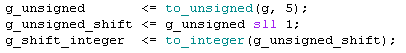 g_unsigned       <= to_unsigned(g, 5);
g_unsigned_shift <= g_unsigned sll 1;
g_shift_integer  <= to_integer(g_unsigned_shift);